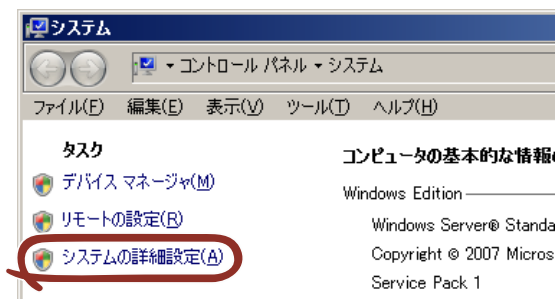 システム
コントロール パネル システム
ファイル(F) 編集(E) 表示(V) ツール(T) ヘルプ(H)
タスク
デバイス マネージャ(M)
リモートの設定(R)
システムの詳細設定(A)
コンピュータの基本的な情報
Windows Edition
Windows Server® Standa
Copyright © 2007 Micros
Service Pack 1